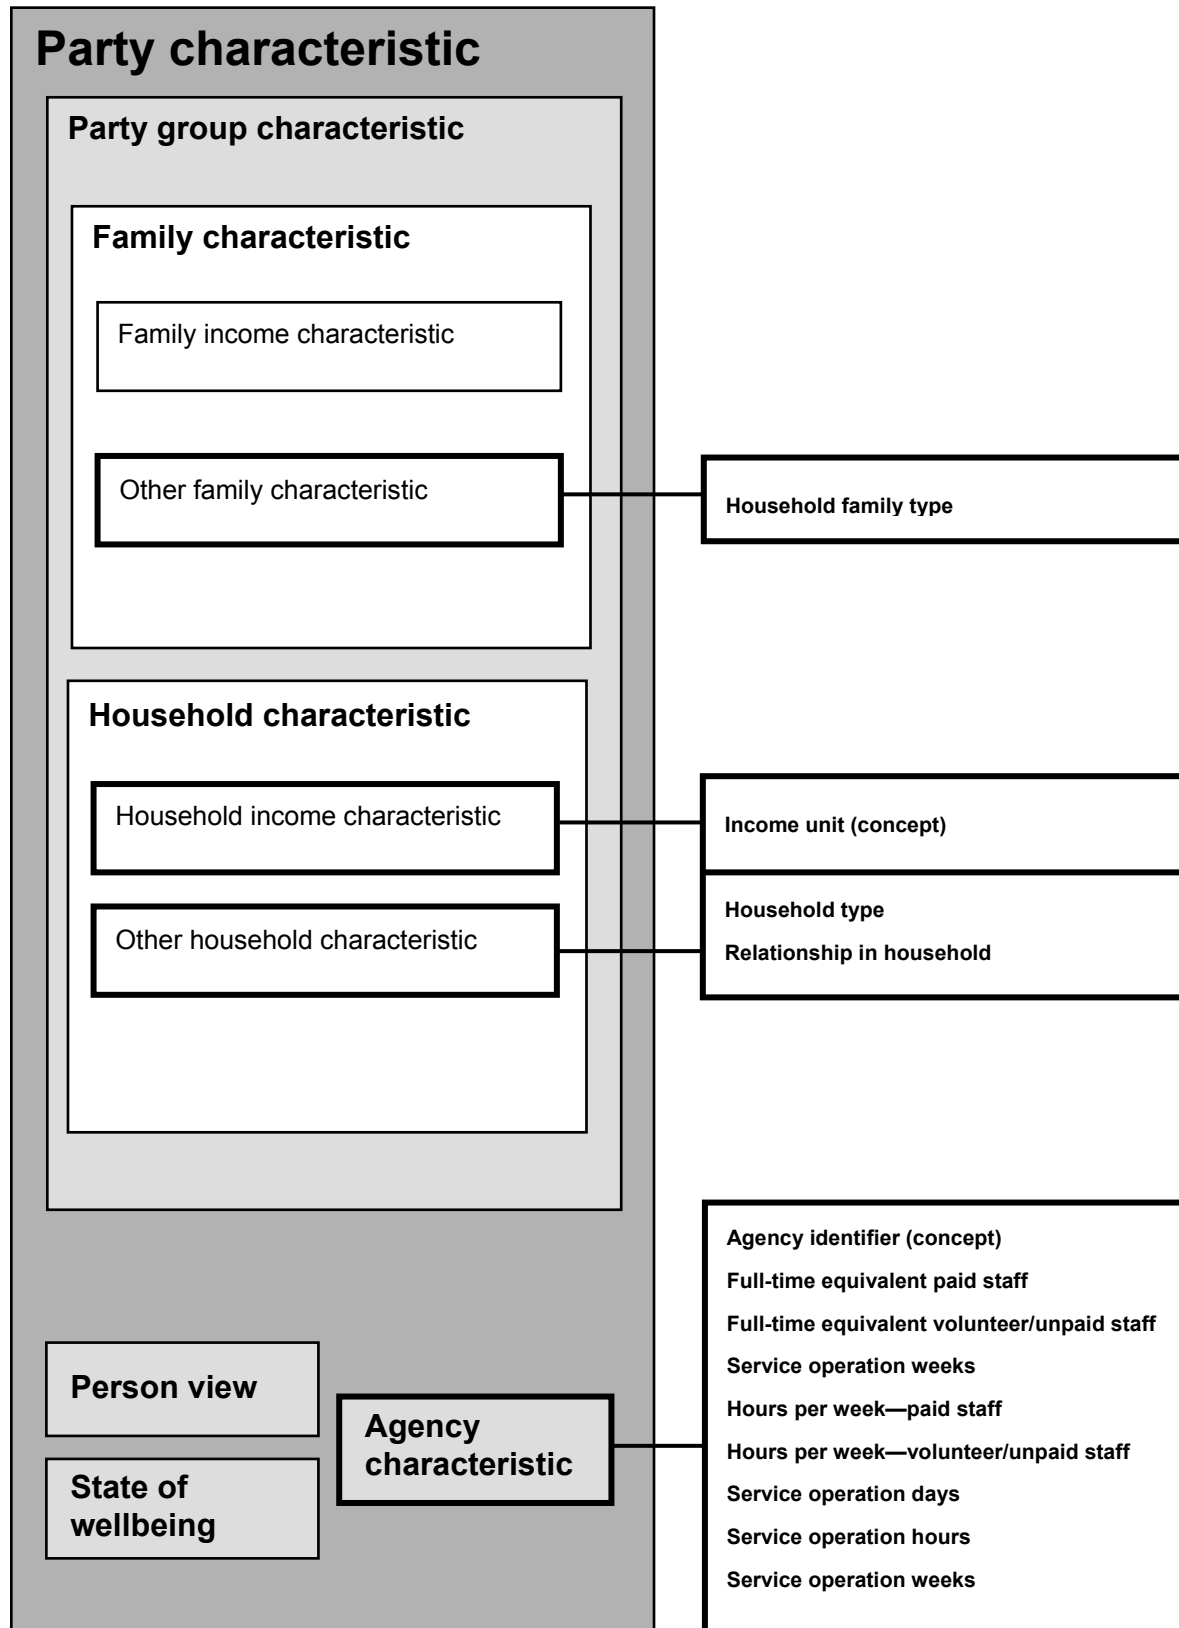 Party characteristic
Party group characteristic
Family characteristic
Family income characteristic
Other family characteristic
Household family type
Household characteristic
Household income characteristic
Income unit (concept)
Other household characteristic
Household type
Relationship in household
Person view
State of
wellbeing
Agency
characteristic
Agency identifier (concept)
Full-time equivalent paid staff
Full-time equivalent volunteer/unpaid staff
Service operation weeks
Hours per week—paid staff
Hours per week—volunteer/unpaid staff
Service operation days
Service operation hours
Service operation weeks